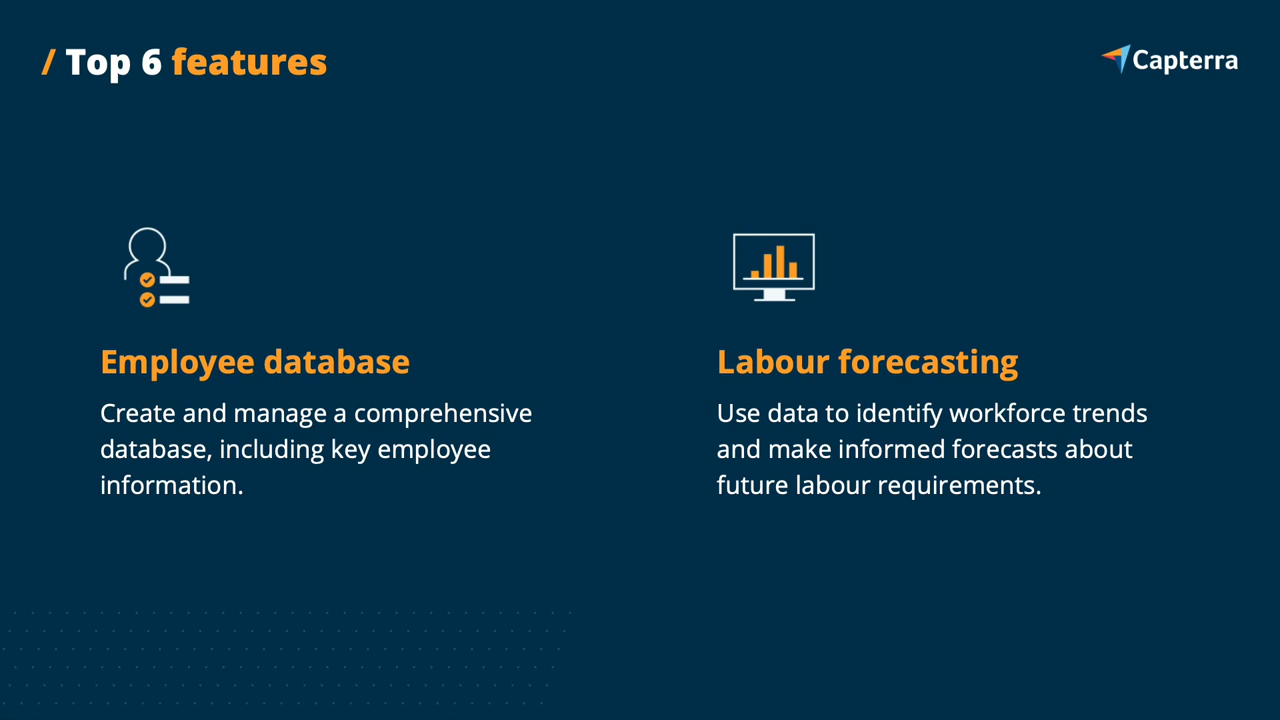 / Top 6 features
Capterra
Employee database
Create and manage a comprehensive
database, including key employee
information.
Labour forecasting
Use data to identify workforce trends
and make informed forecasts about
future labour requirements.